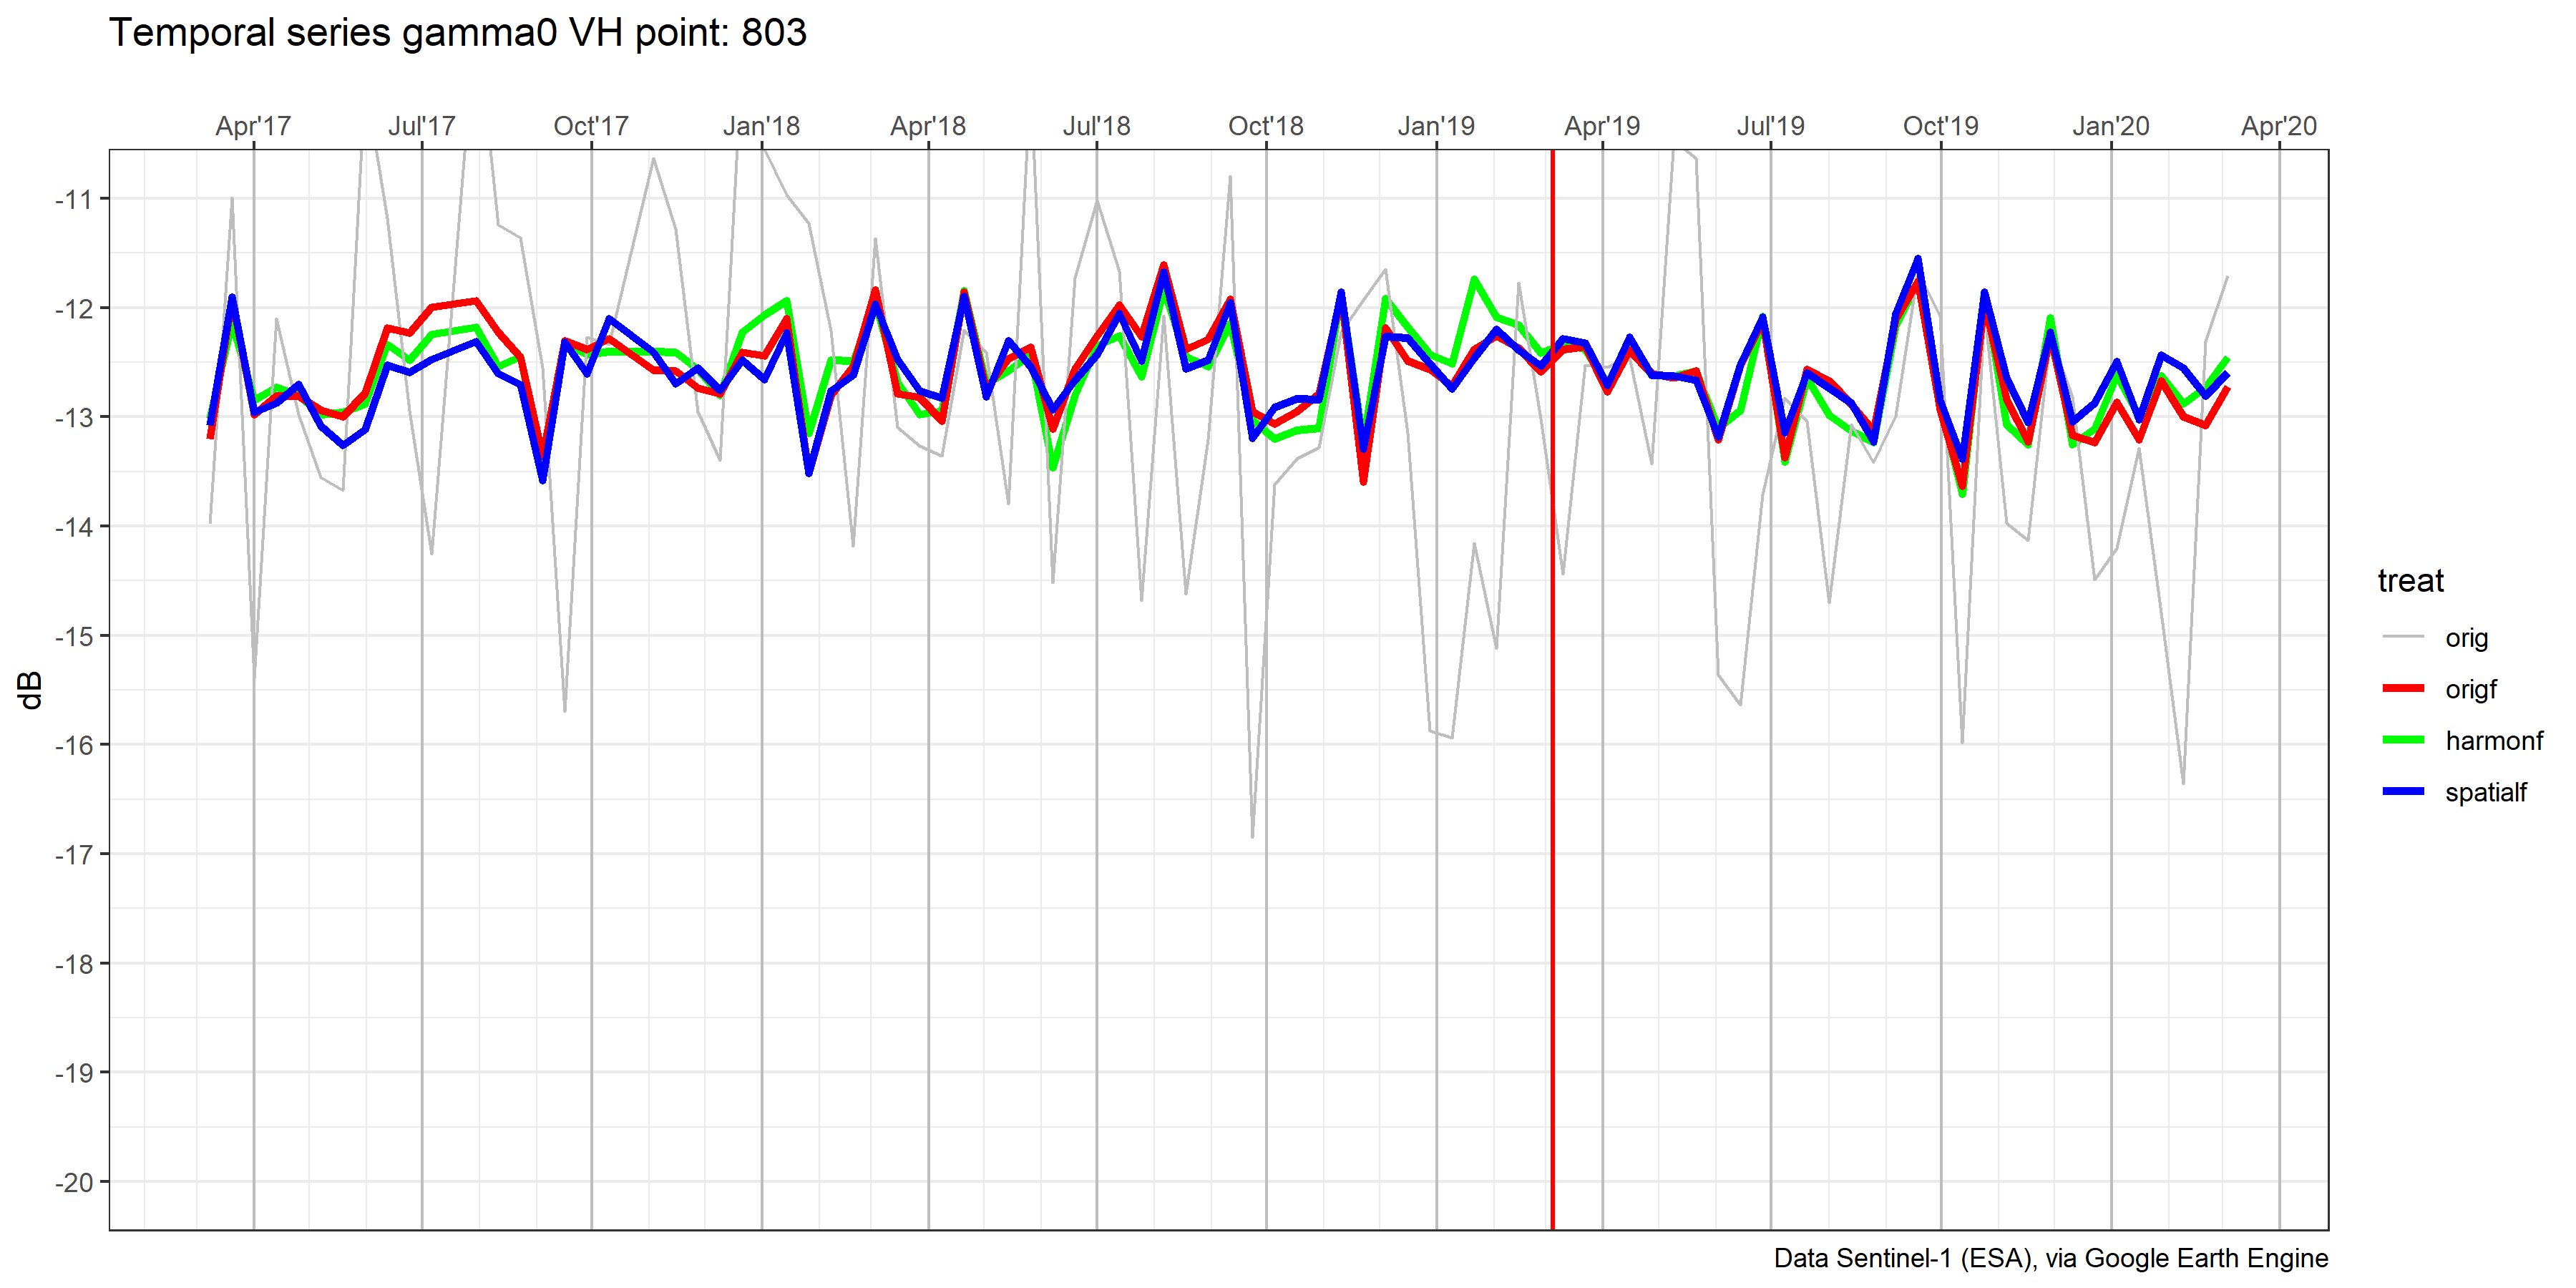 Temporal series gamma0 VH point: 803
Apr'17 Jul'17 Oct'17 Jan'18 Apr'18 Jul'18 Oct'18 Jan'19 Apr'19 Jul'19 Oct'19 Jan'20 Apr'20
-11
-12
-13
-14
-15
-16
-17
-18
-19
-20
dB
treat
orig
origf
harmonf
spatialf
Data Sentinel-1 (ESA), via Google Earth Engine